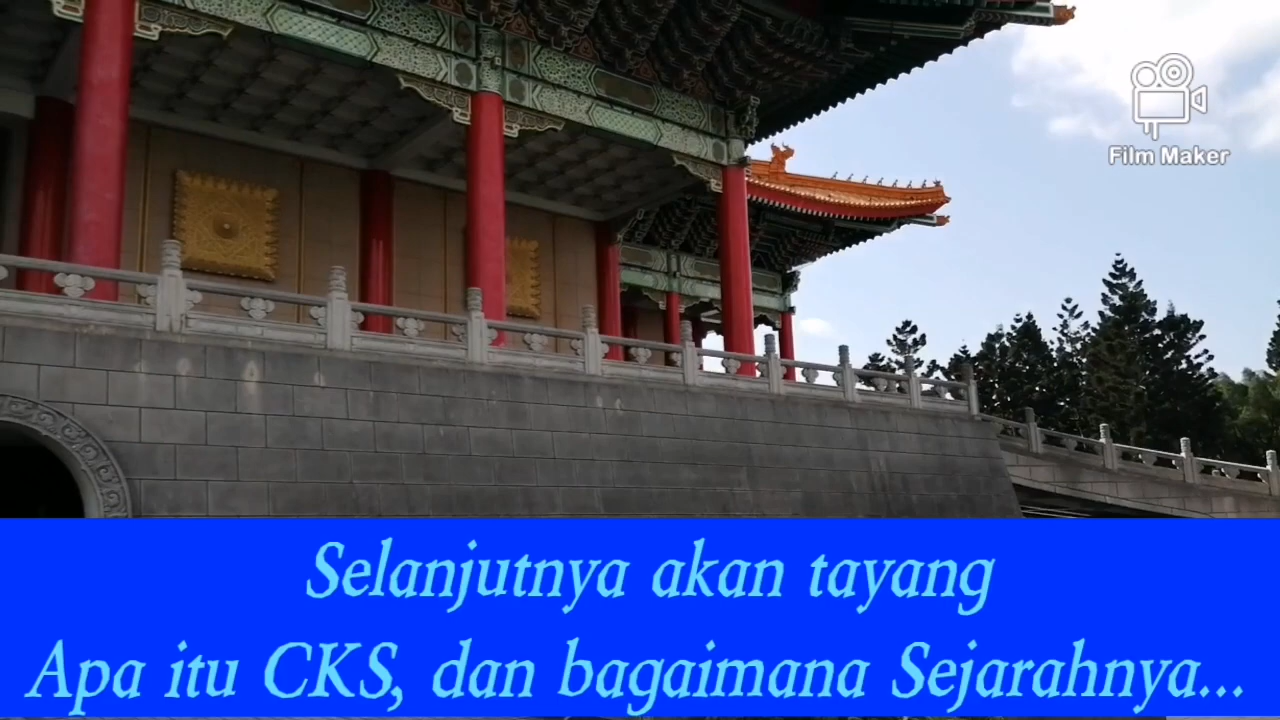 Film Maker
Selanjutnya akan tayang
Apa itu CKS, dan bagaimana Sejarahnya...